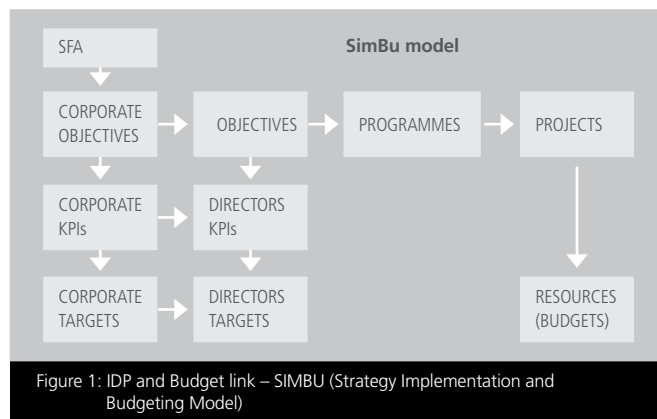 SFA
SimBu model
CORPORATE
OBJECTIVES
OBJECTIVES
PROGRAMMES
PROJECTS
CORPORATE
KPIs
DIRECTORS
KPIs
CORPORATE
TARGETS
DIRECTORS
TARGETS
RESOURCES
(BUDGETS)
Figure 1: IDP and Budget link – SIMBU (Strategy Implementation and
Budgeting Model)